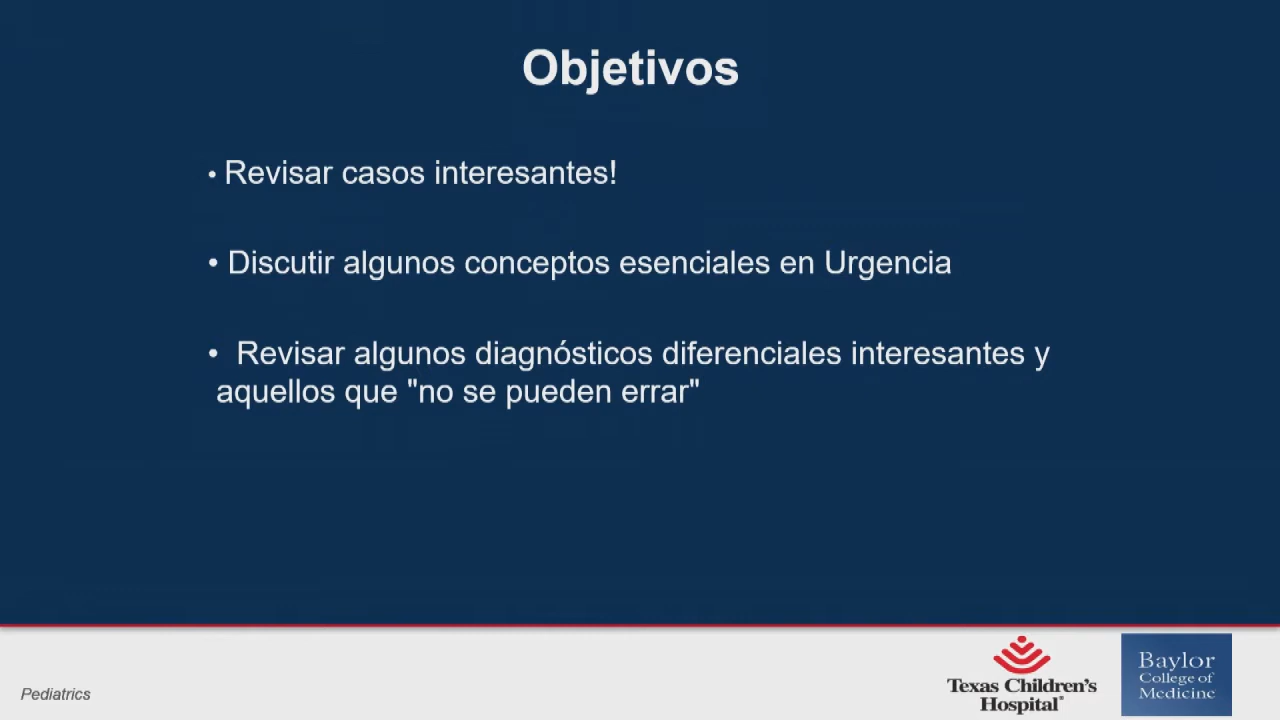 Objetivos
• Revisar casos interesantes!
• Discutir algunos conceptos esenciales en Urgencia
• Revisar algunos diagnósticos diferenciales interesantes y
aquellos que "no se pueden errar"
Pediatrics
Texas Children's
Hospital®
Baylor
College of
Medicine